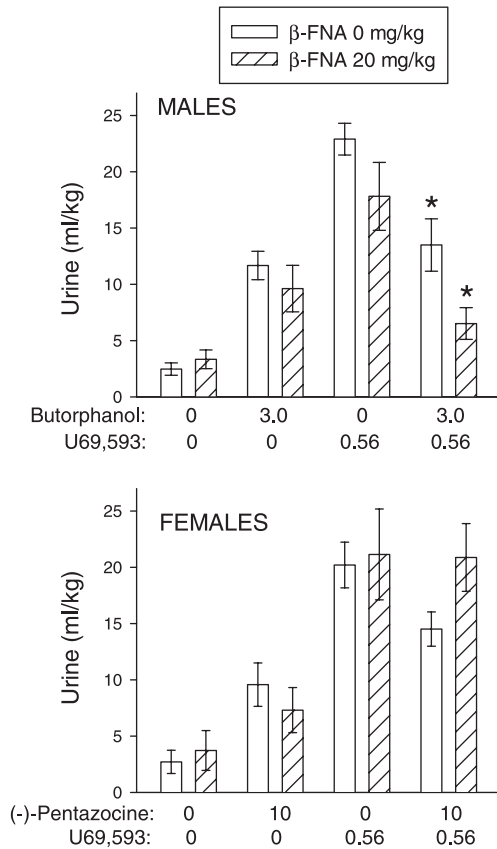 β-FNA 0 mg/kg
β-FNA 20 mg/kg
MALES
25
20
15
10
5
0
Urine (ml/kg)
*
*
Butorphanol: 0 3.0 0 3.0
U69,593: 0 0 0.56 0.56
FEMALES
25
20
15
10
5
0
Urine (ml/kg)
(-)-Pentazocine: 0 10 0 10
U69,593: 0 0 0.56 0.56